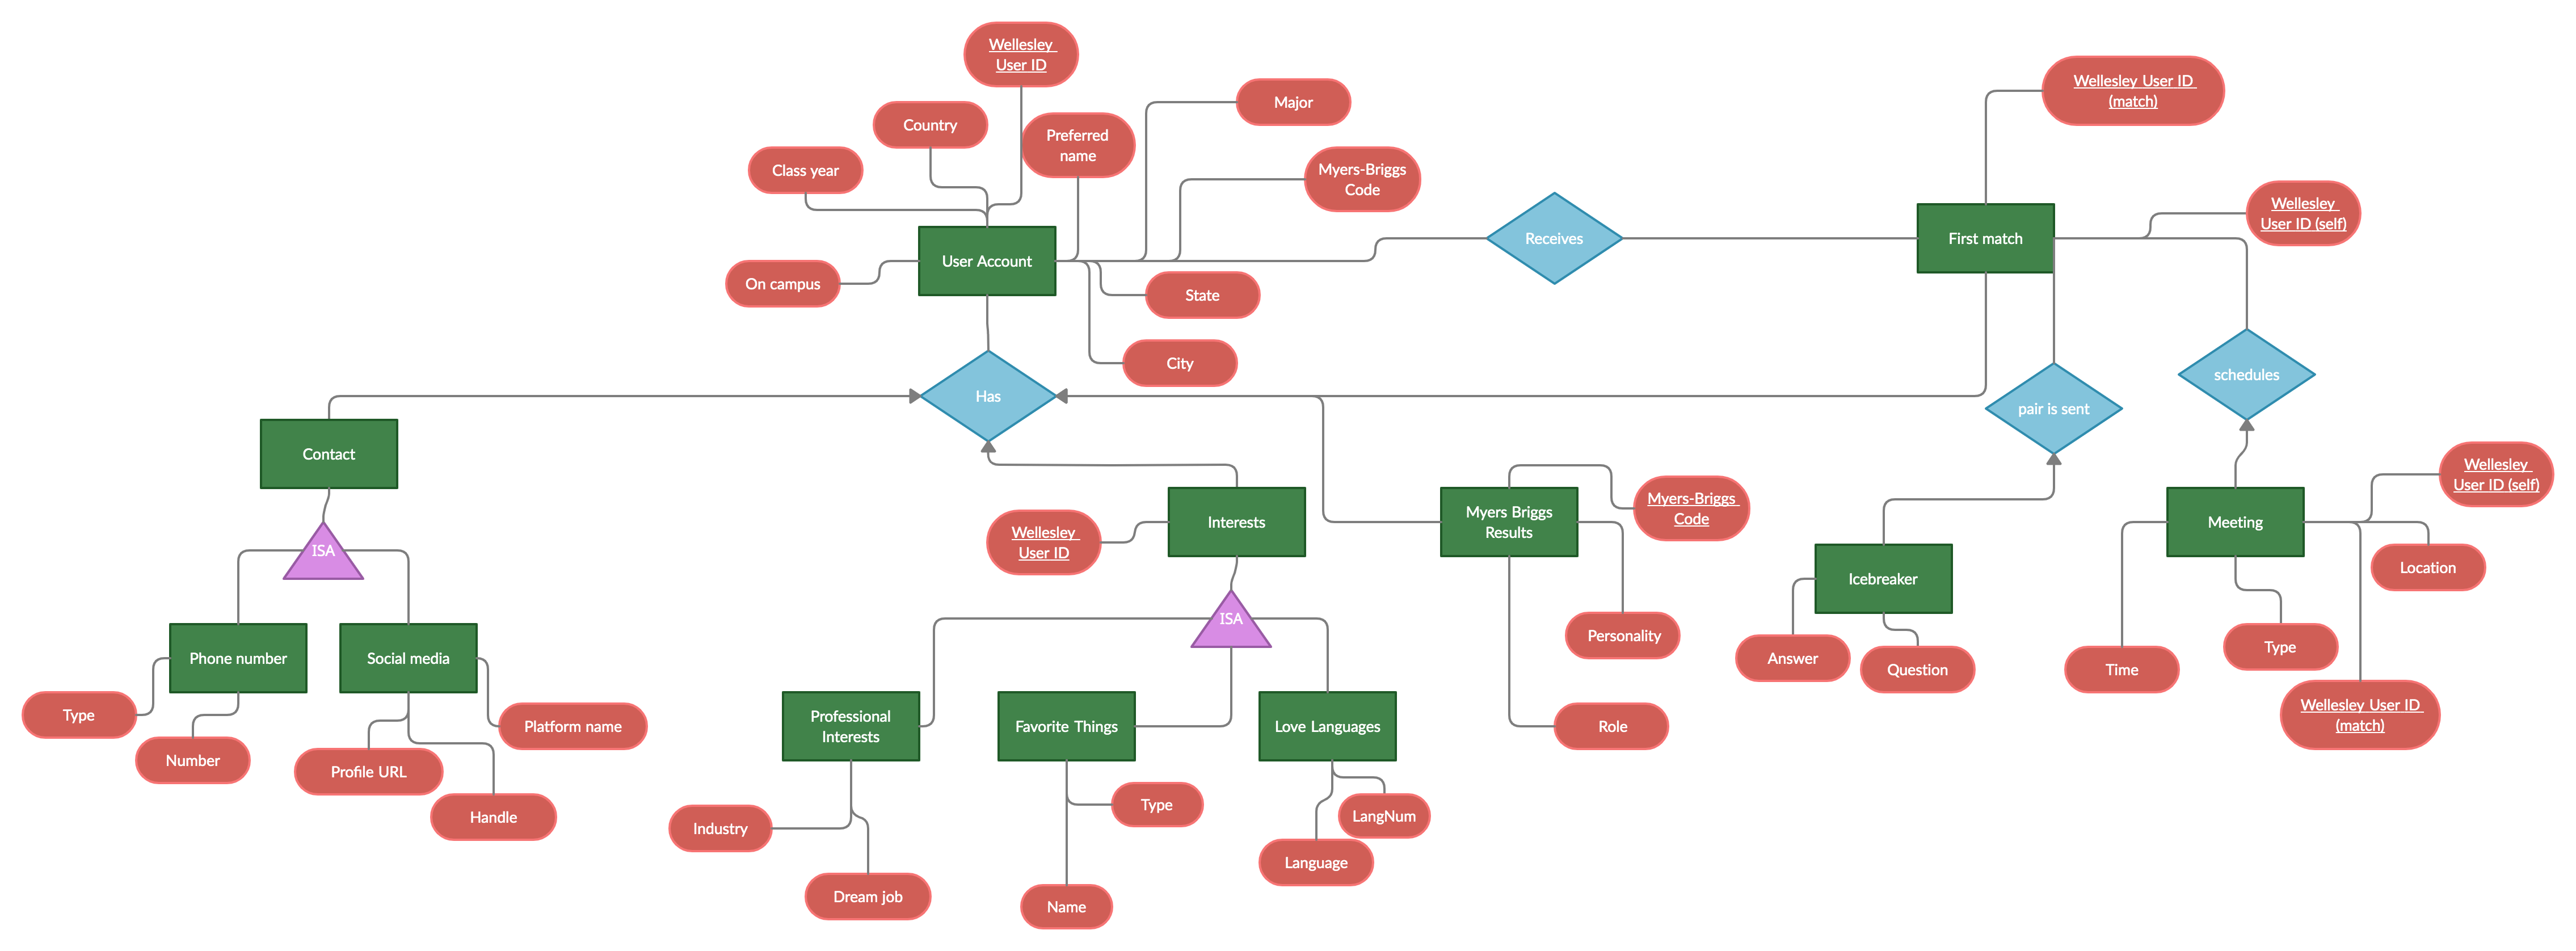 Wellesley
User ID
Country
Preferred
name
Major
Class year
Myers-Briggs
Code
On campus
User Account
State
City
Receives
Wellesley User ID
(match)
First match
Wellesley
User ID (self)
Has
pair is sent
schedules
Contact
ISA
Phone number
Social media
Type
Number
Profile URL
Platform name
Handle
Interests
Wellesley
User ID
ISA
Professional
Interests
Favorite Things
Love Languages
Industry
Dream job
Type
Name
LangNum
Language
Myers Briggs
Results
Myers-Briggs
Code
Personality
Role
Icebreaker
Answer
Question
Meeting
Wellesley
User ID (self)
Location
Type
Time
Wellesley User ID
(match)